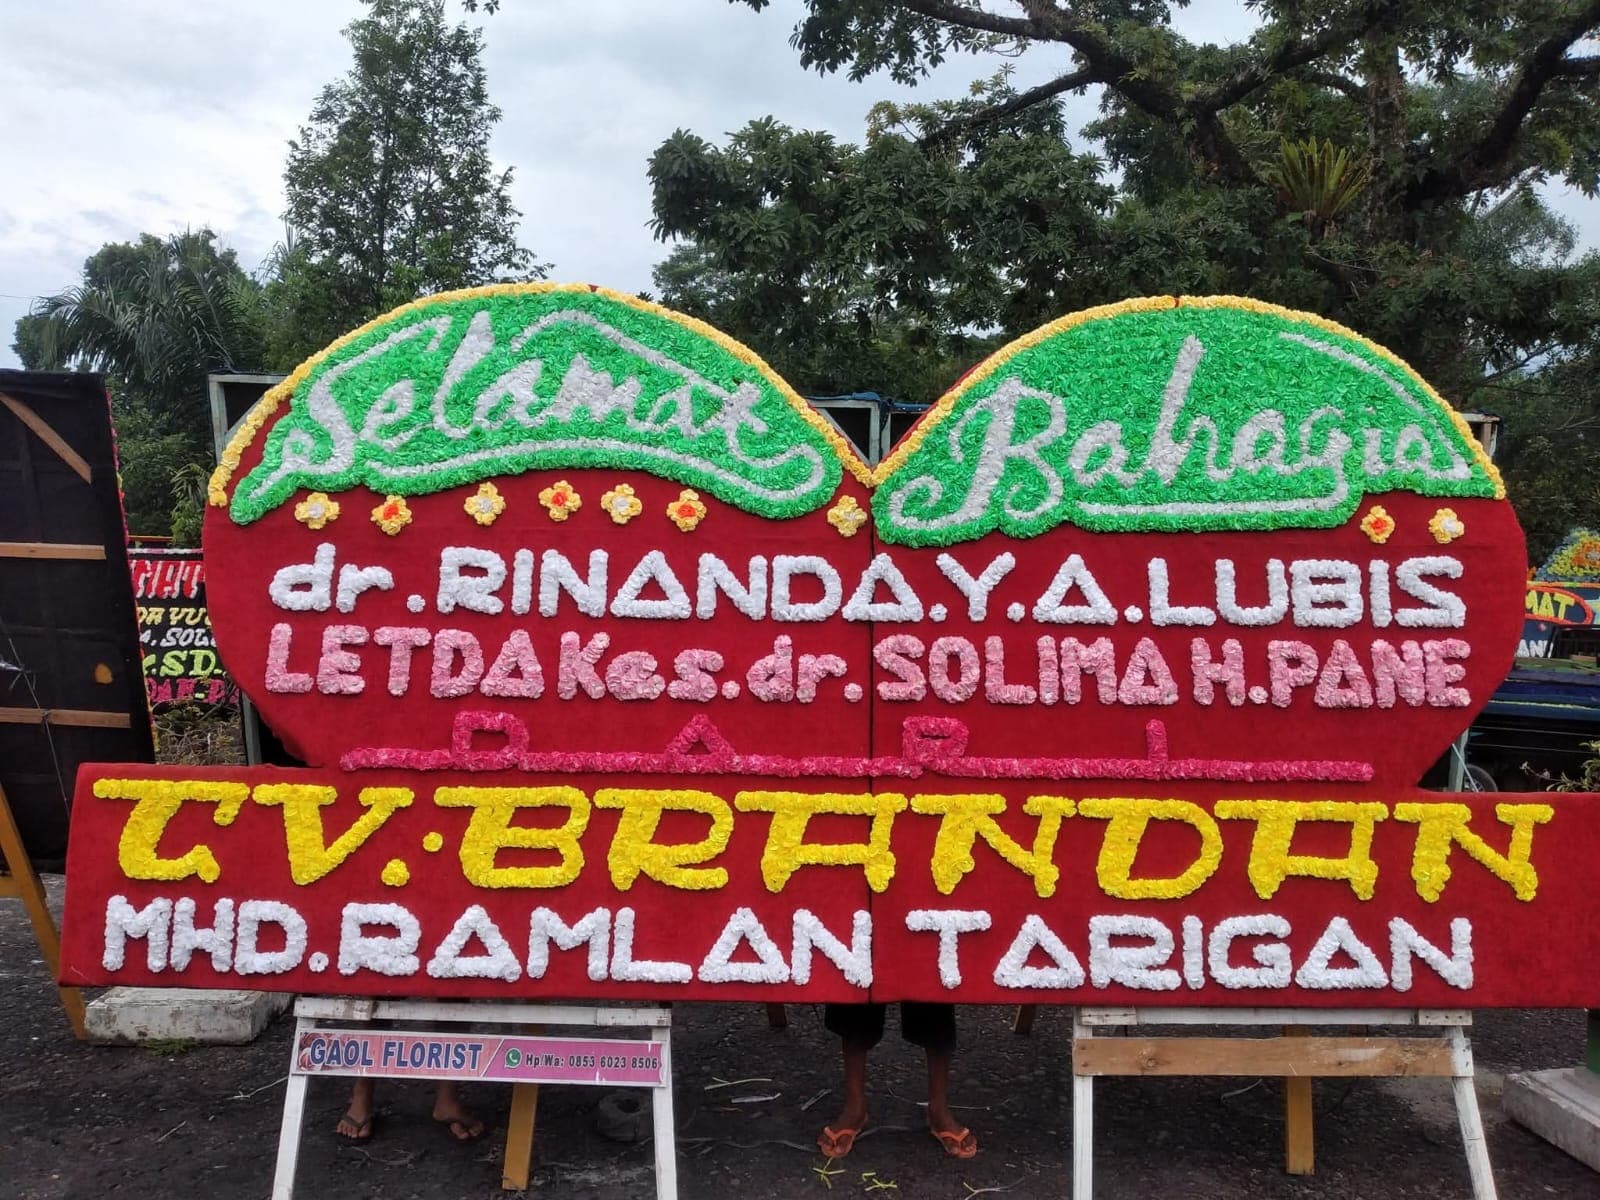 Selamat Bahagia
dr. RINANDA.Y.A.LUBIS
LETDA Kes.dr. SOLIMA H.PANE
DARI
CV. BRANDAN
MHD.RAMLAN TARIGAN
GAOL FLORIST Hp/Wa: 0853 6023 8506